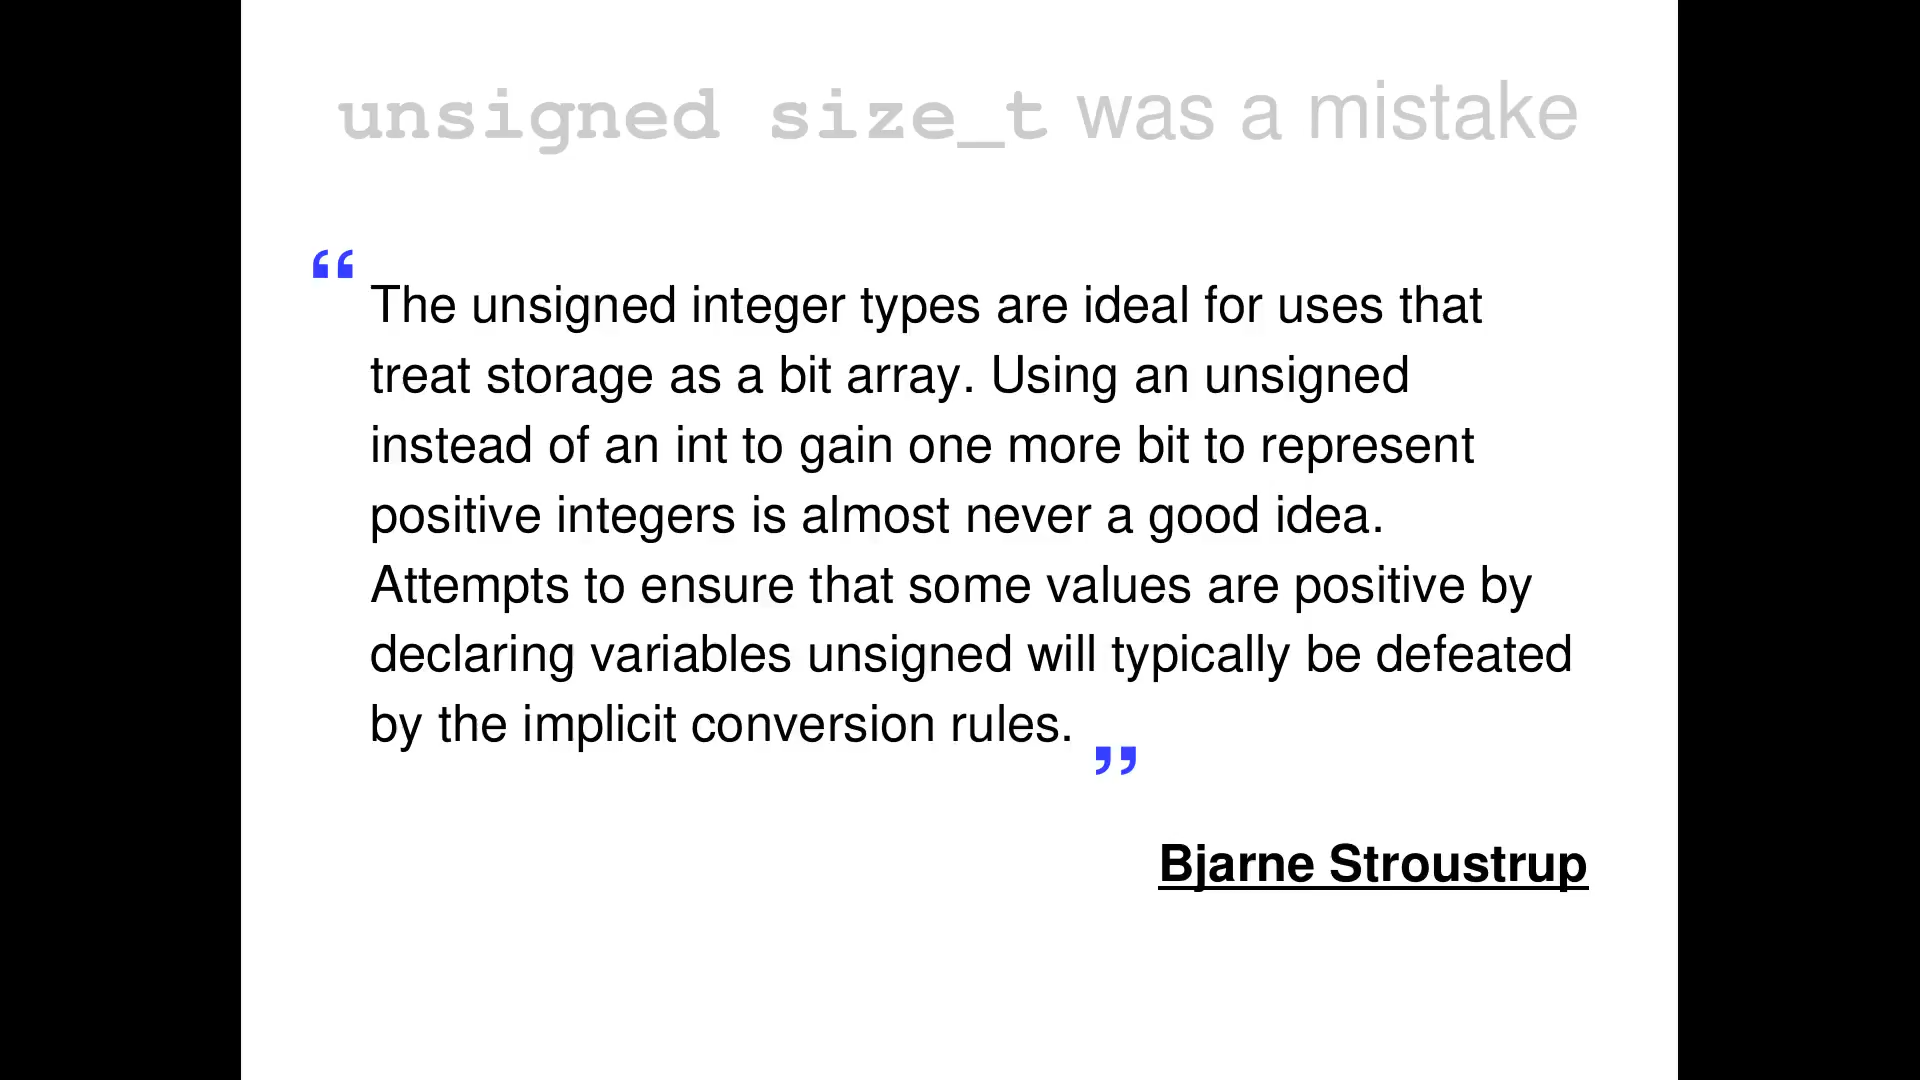 unsigned size_t was a mistake
“The unsigned integer types are ideal for uses that
treat storage as a bit array. Using an unsigned
instead of an int to gain one more bit to represent
positive integers is almost never a good idea.
Attempts to ensure that some values are positive by
declaring variables unsigned will typically be defeated
by the implicit conversion rules.”
Bjarne Stroustrup